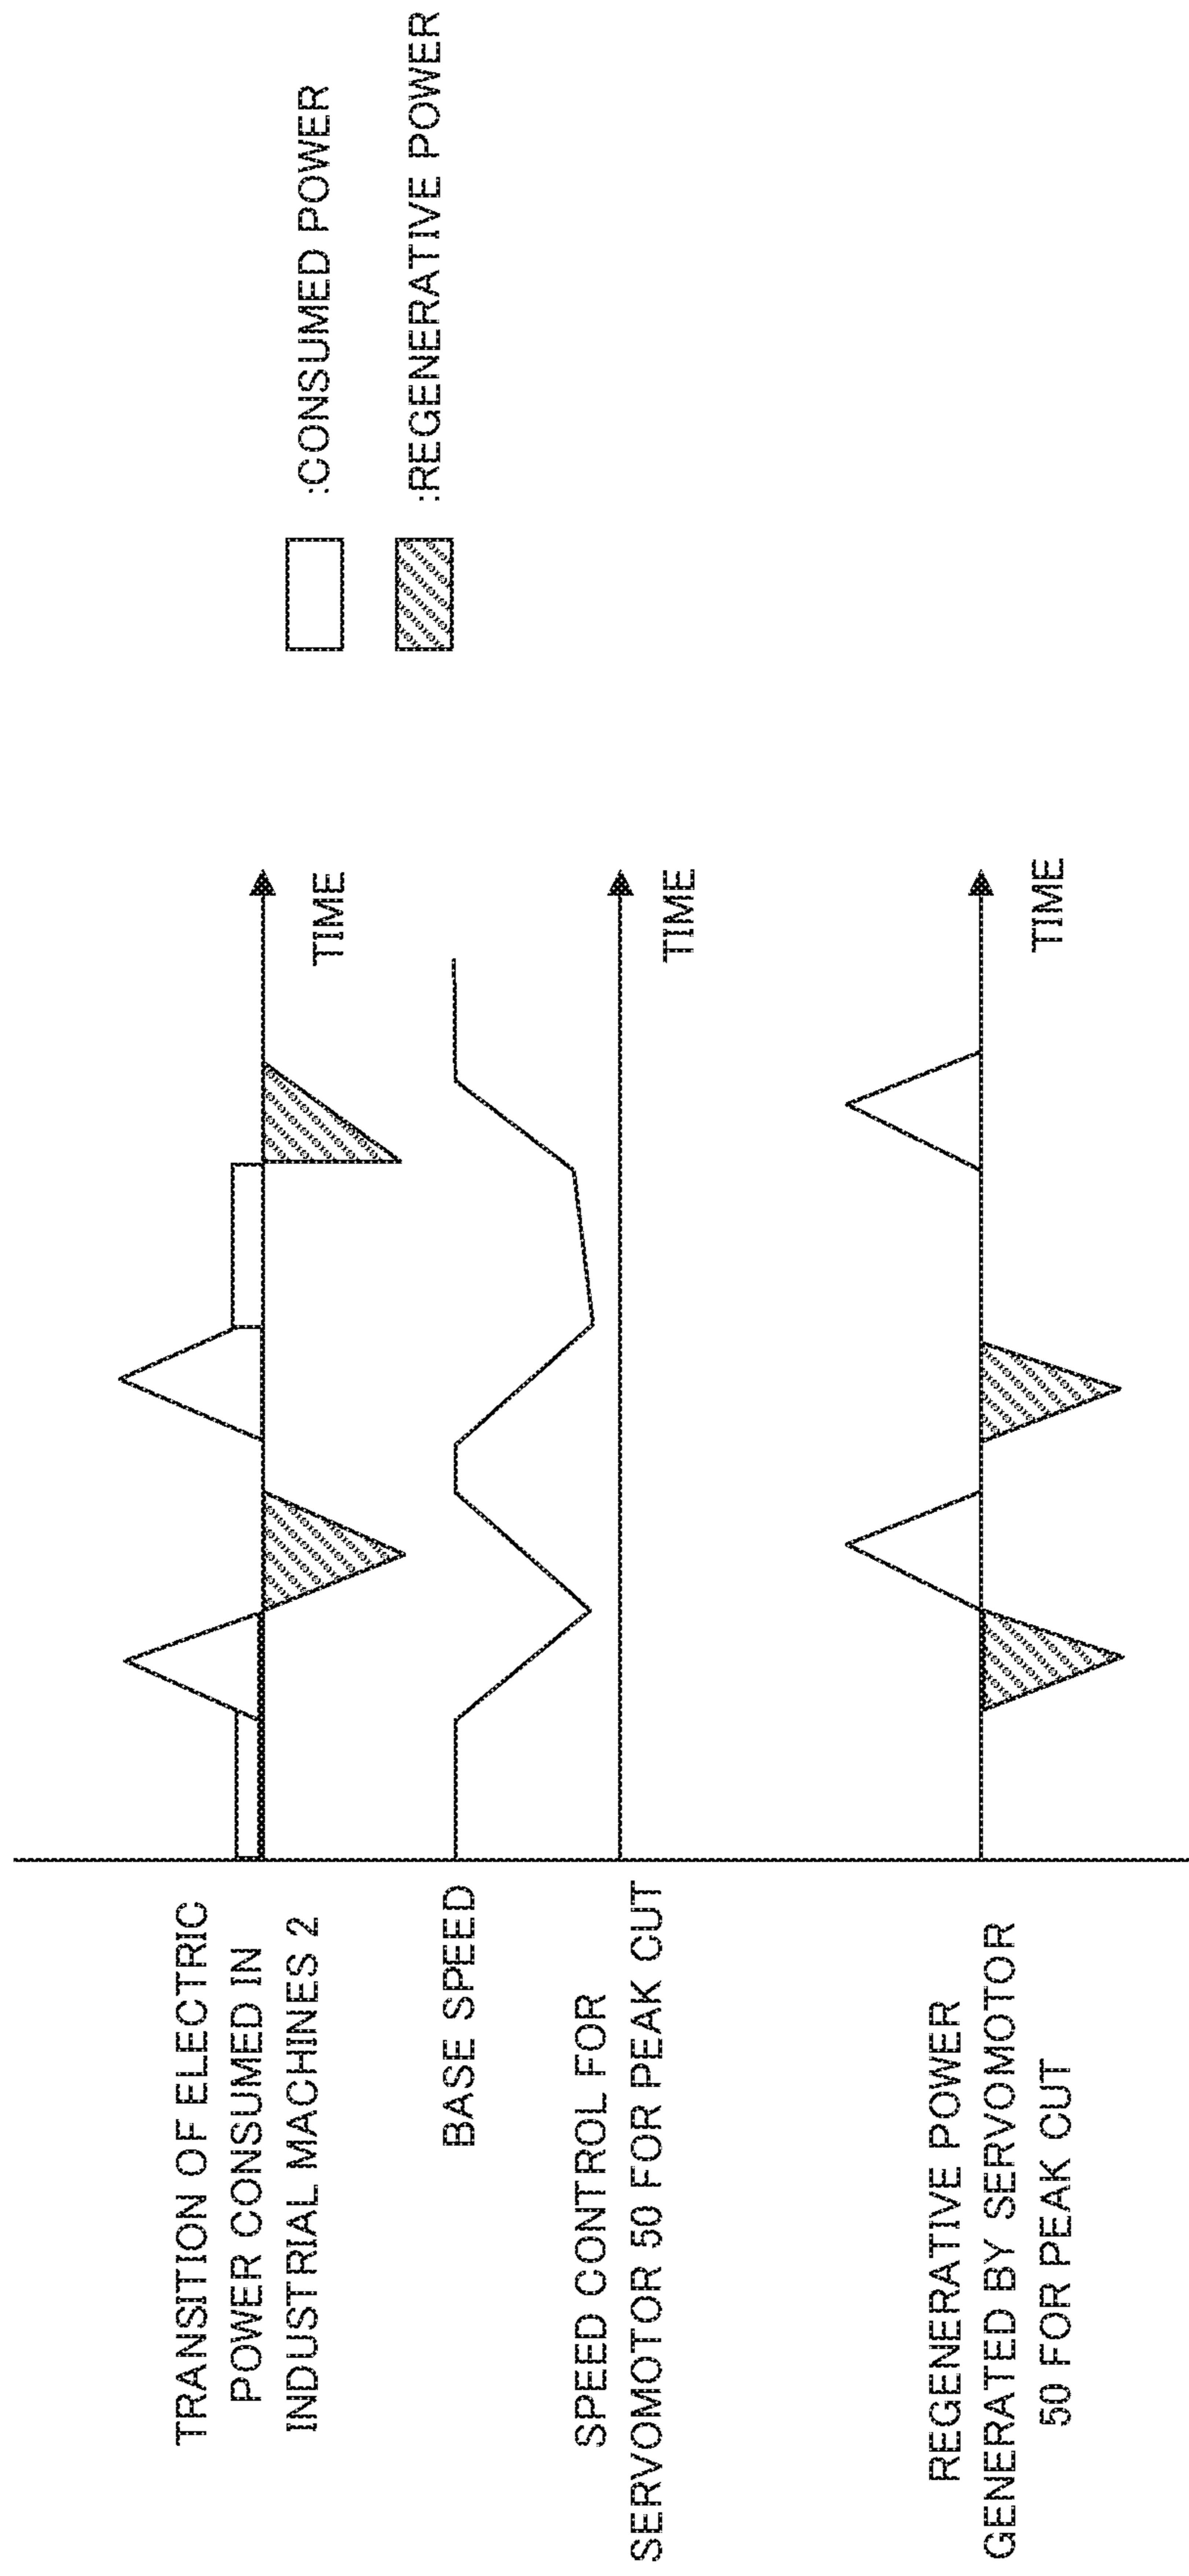 TRANSITION OF ELECTRIC
POWER CONSUMED IN
INDUSTRIAL MACHINES 2
TIME
:CONSUMED POWER
:REGENERATIVE POWER
BASE SPEED
SPEED CONTROL FOR
SERVOMOTOR 50 FOR PEAK CUT
TIME
REGENERATIVE POWER
GENERATED BY SERVOMOTOR
50 FOR PEAK CUT
TIME